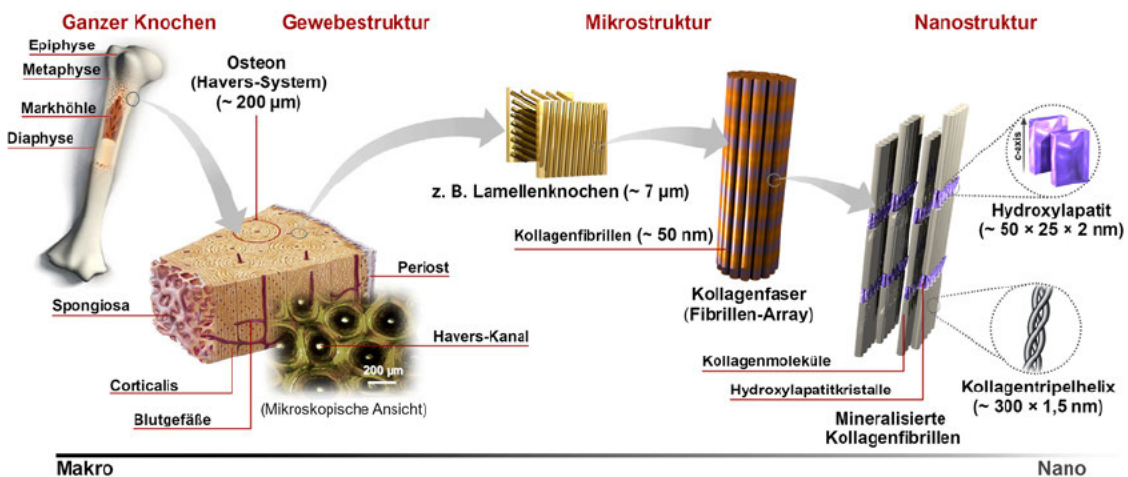 Ganzer Knochen
Gewebestruktur
Mikrostruktur
Nanostruktur
Epiphyse
Metaphyse
Markhöhle
Diaphyse
Osteon
(Havers-System)
(~ 200 µm)
Spongiosa
Corticalis
Blutgefäße
Periost
Havers-Kanal
200 µm
(Mikroskopische Ansicht)
z. B. Lamellenknochen (~ 7 µm)
Kollagenfibrillen (~ 50 nm)
Kollagenfaser
(Fibrillen-Array)
c-axis
Hydroxylapatit
(~ 50 × 25 × 2 nm)
Kollagenmoleküle
Hydroxylapatitkristalle
Mineralisierte
Kollagenfibrillen
Kollagentripelhelix
(~ 300 × 1,5 nm)
Makro
Nano